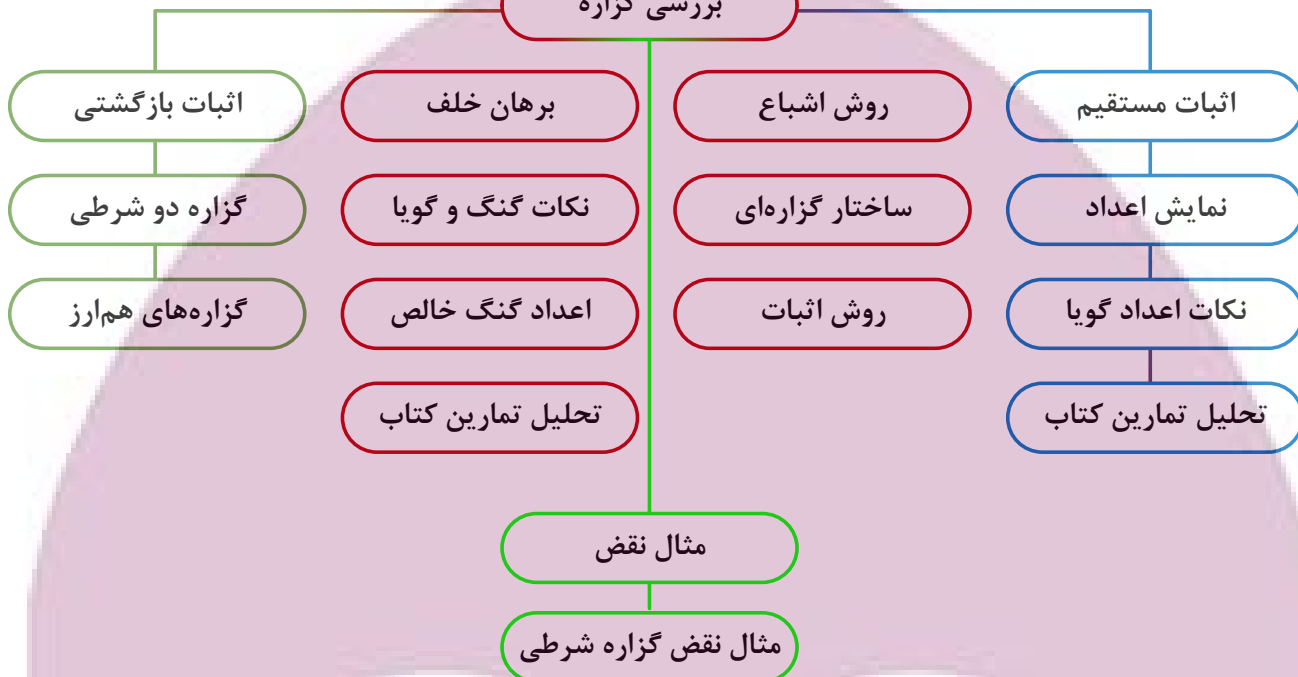 بررسی گزاره
اثبات مستقیم
روش اشباع
برهان خلف
اثبات بازگشتی
نمایش اعداد
ساختار گزاره‌ای
نکات گنگ و گویا
گزاره دو شرطی
نکات اعداد گویا
روش اثبات
اعداد گنگ خالص
گزاره‌های هم‌ارز
تحلیل تمارین کتاب
تحلیل تمارین کتاب
مثال نقض
مثال نقض گزاره شرطی